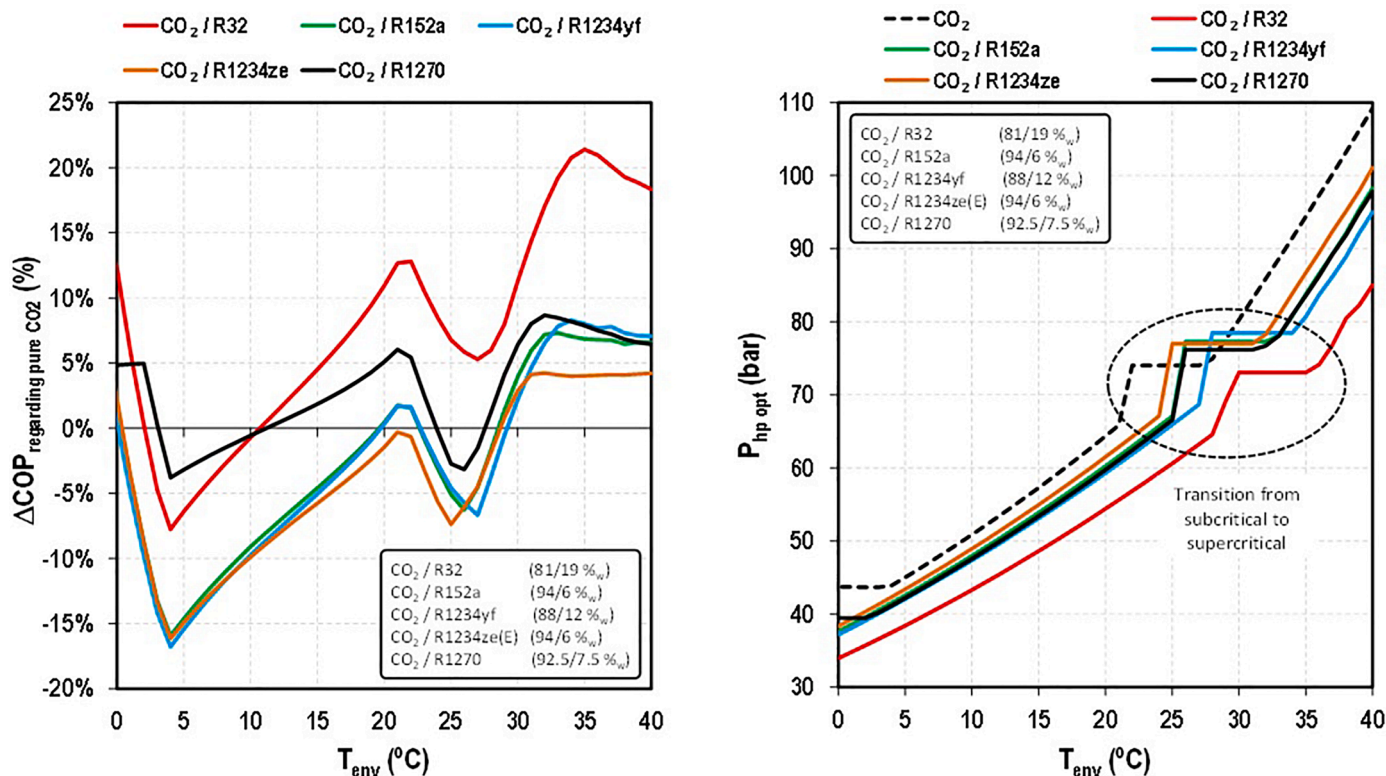 CO2 / R32
CO2 / R152a
CO2 / R1234yf
CO2 / R1234ze
CO2 / R1270
25%
20%
15%
10%
5%
0%
-5%
-10%
-15%
-20%
ΔCOP regarding pure CO2 (%)
CO2 / R32 (81/19 %w)
CO2 / R152a (94/6 %w)
CO2 / R1234yf (88/12 %w)
CO2 / R1234ze(E) (94/6 %w)
CO2 / R1270 (92.5/7.5 %w)
0 5 10 15 20 25 30 35 40
Tenv (ºC)
CO2
CO2 / R32
CO2 / R152a
CO2 / R1234yf
CO2 / R1234ze
CO2 / R1270
110
100
90
80
70
60
50
40
30
Php opt (bar)
CO2 / R32 (81/19 %w)
CO2 / R152a (94/6 %w)
CO2 / R1234yf (88/12 %w)
CO2 / R1234ze(E) (94/6 %w)
CO2 / R1270 (92.5/7.5 %w)
Transition from
subcritical to
supercritical
0 5 10 15 20 25 30 35 40
Tenv (ºC)